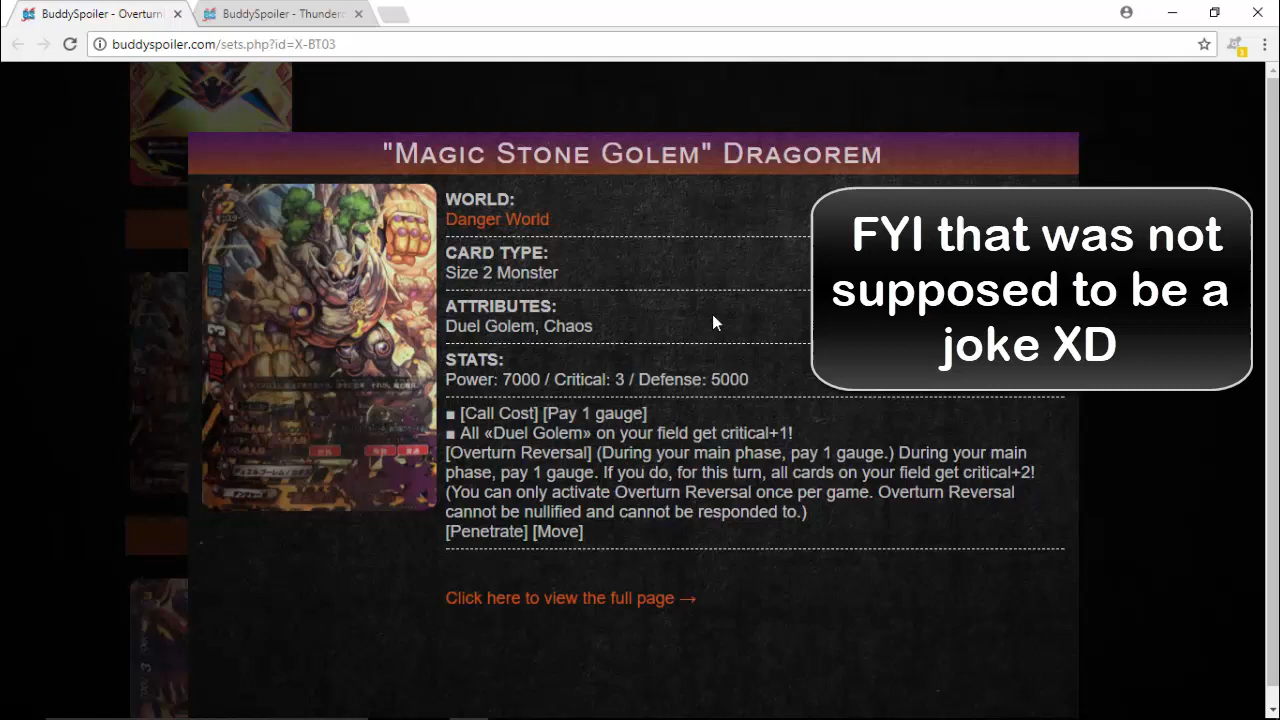 BuddySpoiler - Overturn
BuddySpoiler - Thunder
buddyspoiler.com/sets.php?id=X-BT03
"Magic Stone Golem" Dragorem
WORLD:
Danger World
CARD TYPE:
Size 2 Monster
ATTRIBUTES:
Duel Golem, Chaos
STATS:
Power: 7000 / Critical: 3 / Defense: 5000
■ [Call Cost] [Pay 1 gauge]
■ All «Duel Golem» on your field get critical+1!
[Overturn Reversal] (During your main phase, pay 1 gauge.) During your main
phase, pay 1 gauge. If you do, for this turn, all cards on your field get critical+2!
(You can only activate Overturn Reversal once per game. Overturn Reversal
cannot be nullified and cannot be responded to.)
[Penetrate] [Move]
Click here to view the full page →
FYI that was not
supposed to be a
joke XD